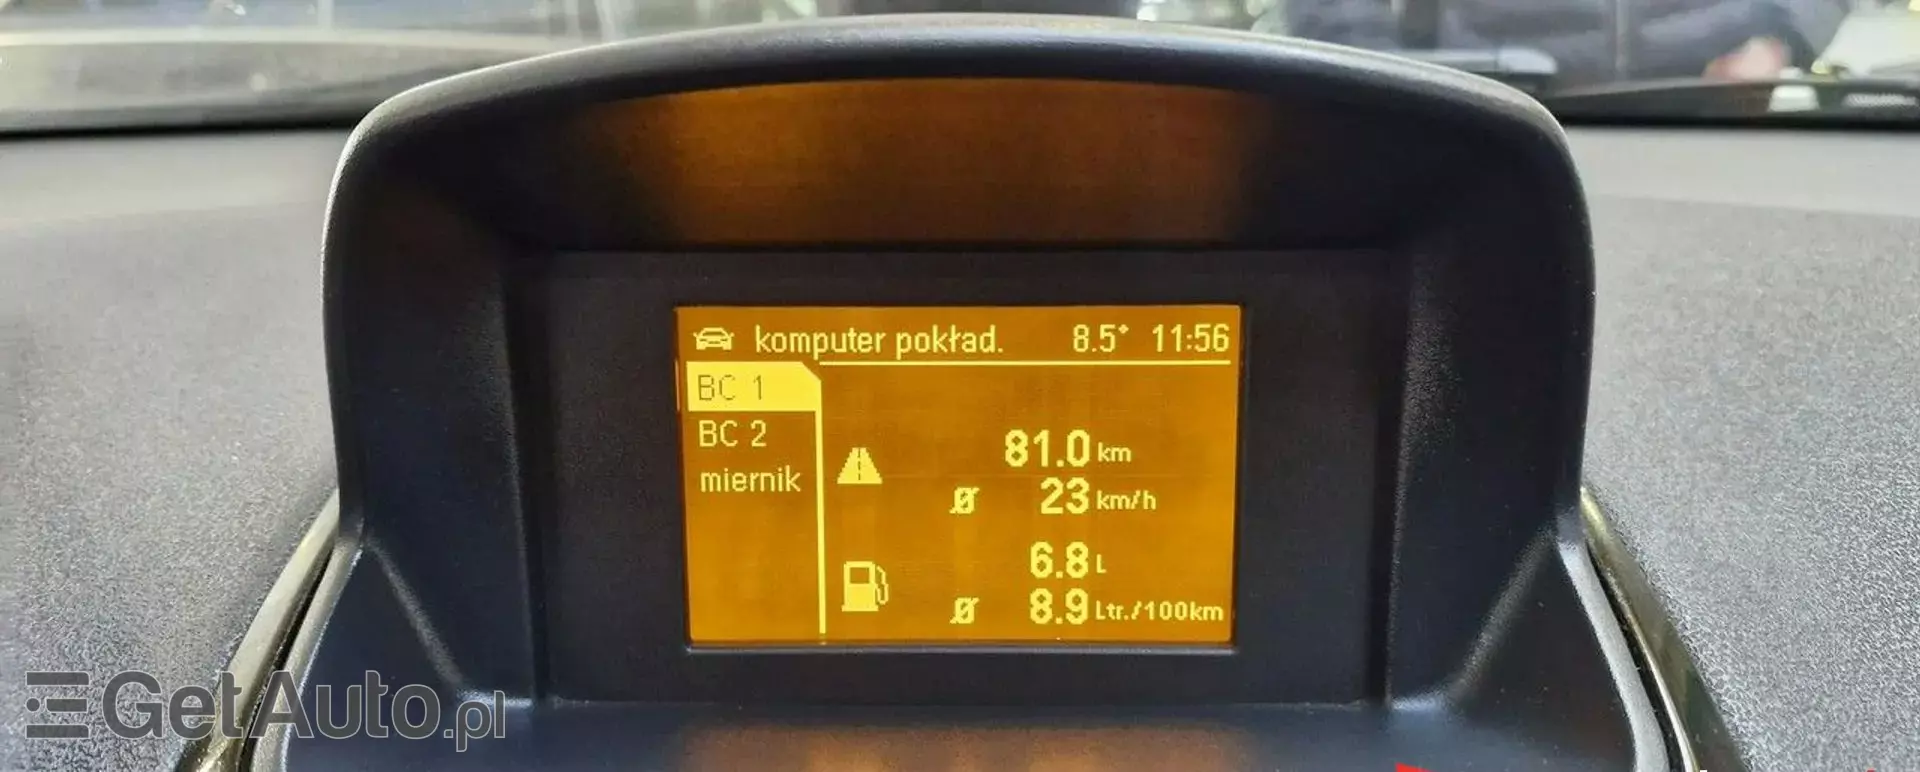 komputer pokład. 8.5° 11:56
BC 1
BC 2
miernik
81.0 km
Ø 23 km/h
6.8 L
Ø 8.9 Ltr./100km
GetAuto.pl